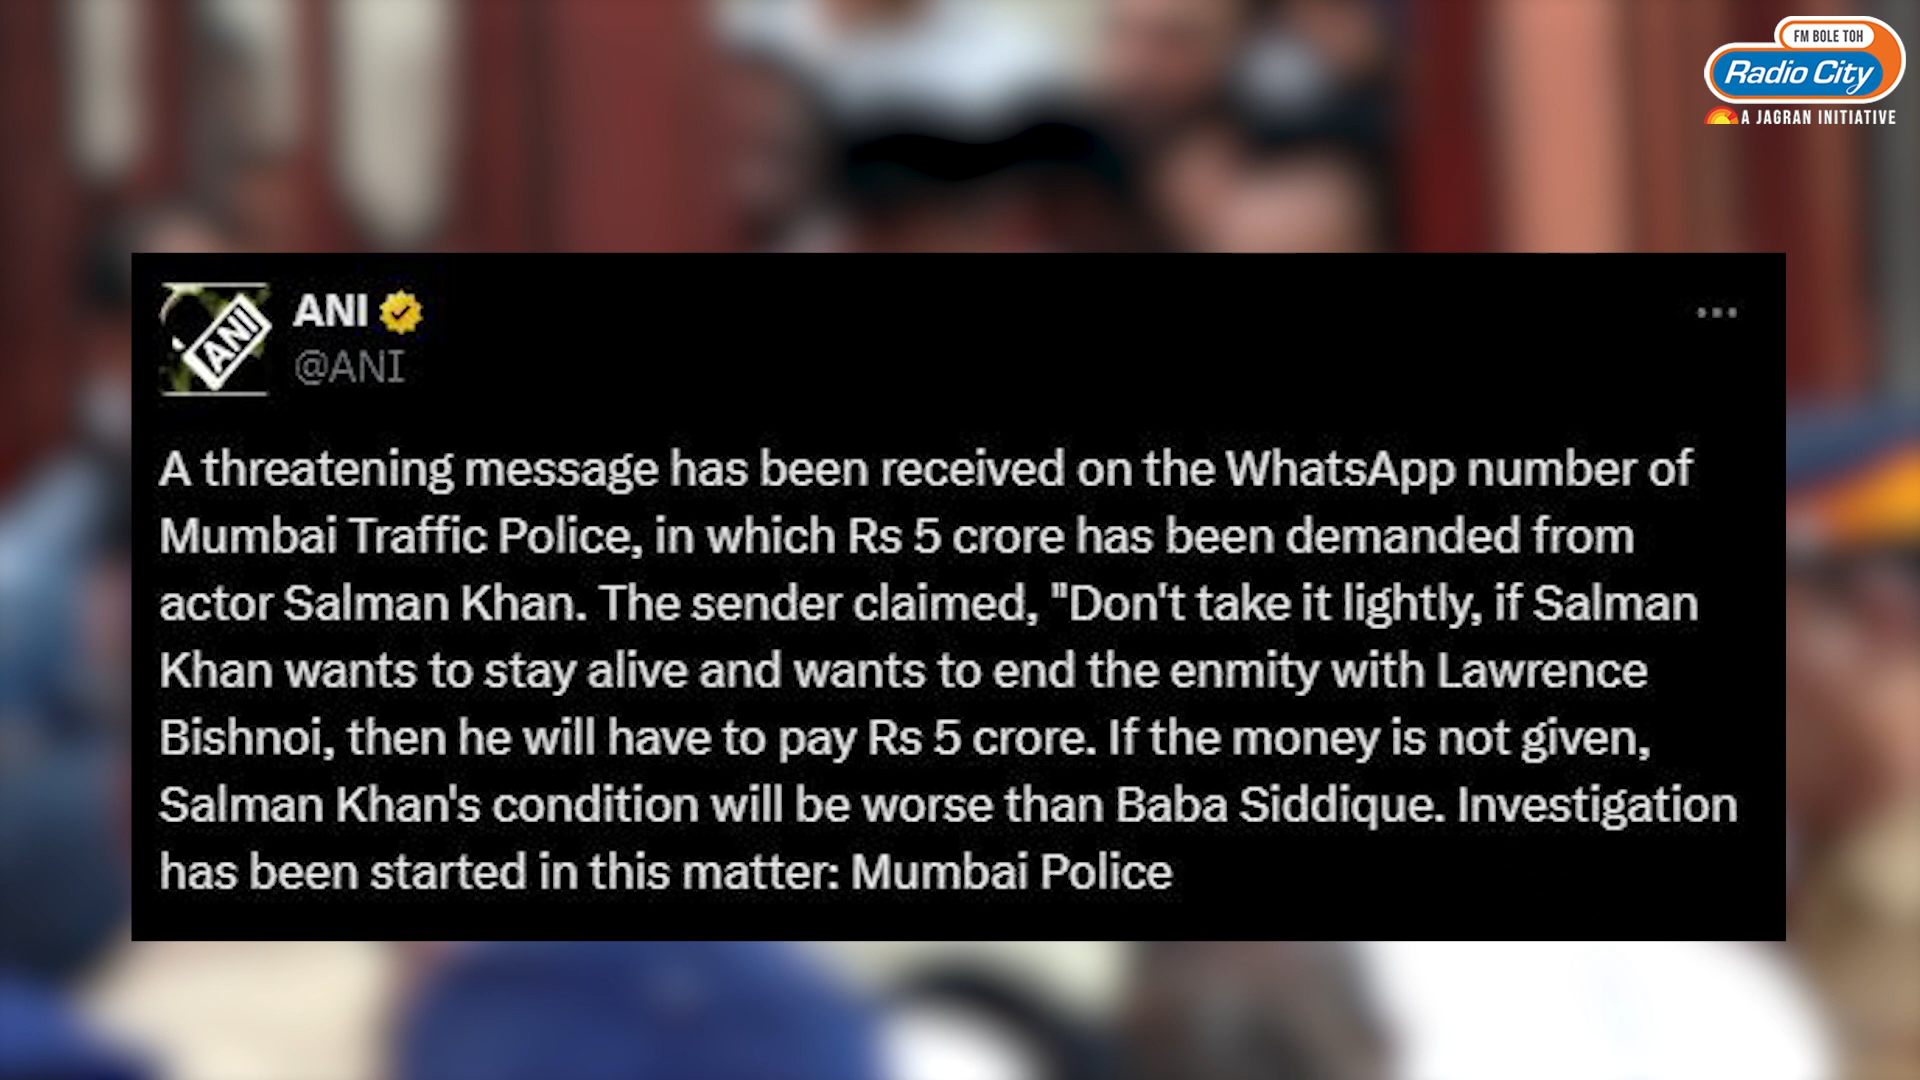 FM BOLE TOH
Radio City
A JAGRAN INITIATIVE
ANI
ANI
@ANI
A threatening message has been received on the WhatsApp number of
Mumbai Traffic Police, in which Rs 5 crore has been demanded from
actor Salman Khan. The sender claimed, "Don't take it lightly, if Salman
Khan wants to stay alive and wants to end the enmity with Lawrence
Bishnoi, then he will have to pay Rs 5 crore. If the money is not given,
Salman Khan's condition will be worse than Baba Siddique. Investigation
has been started in this matter: Mumbai Police